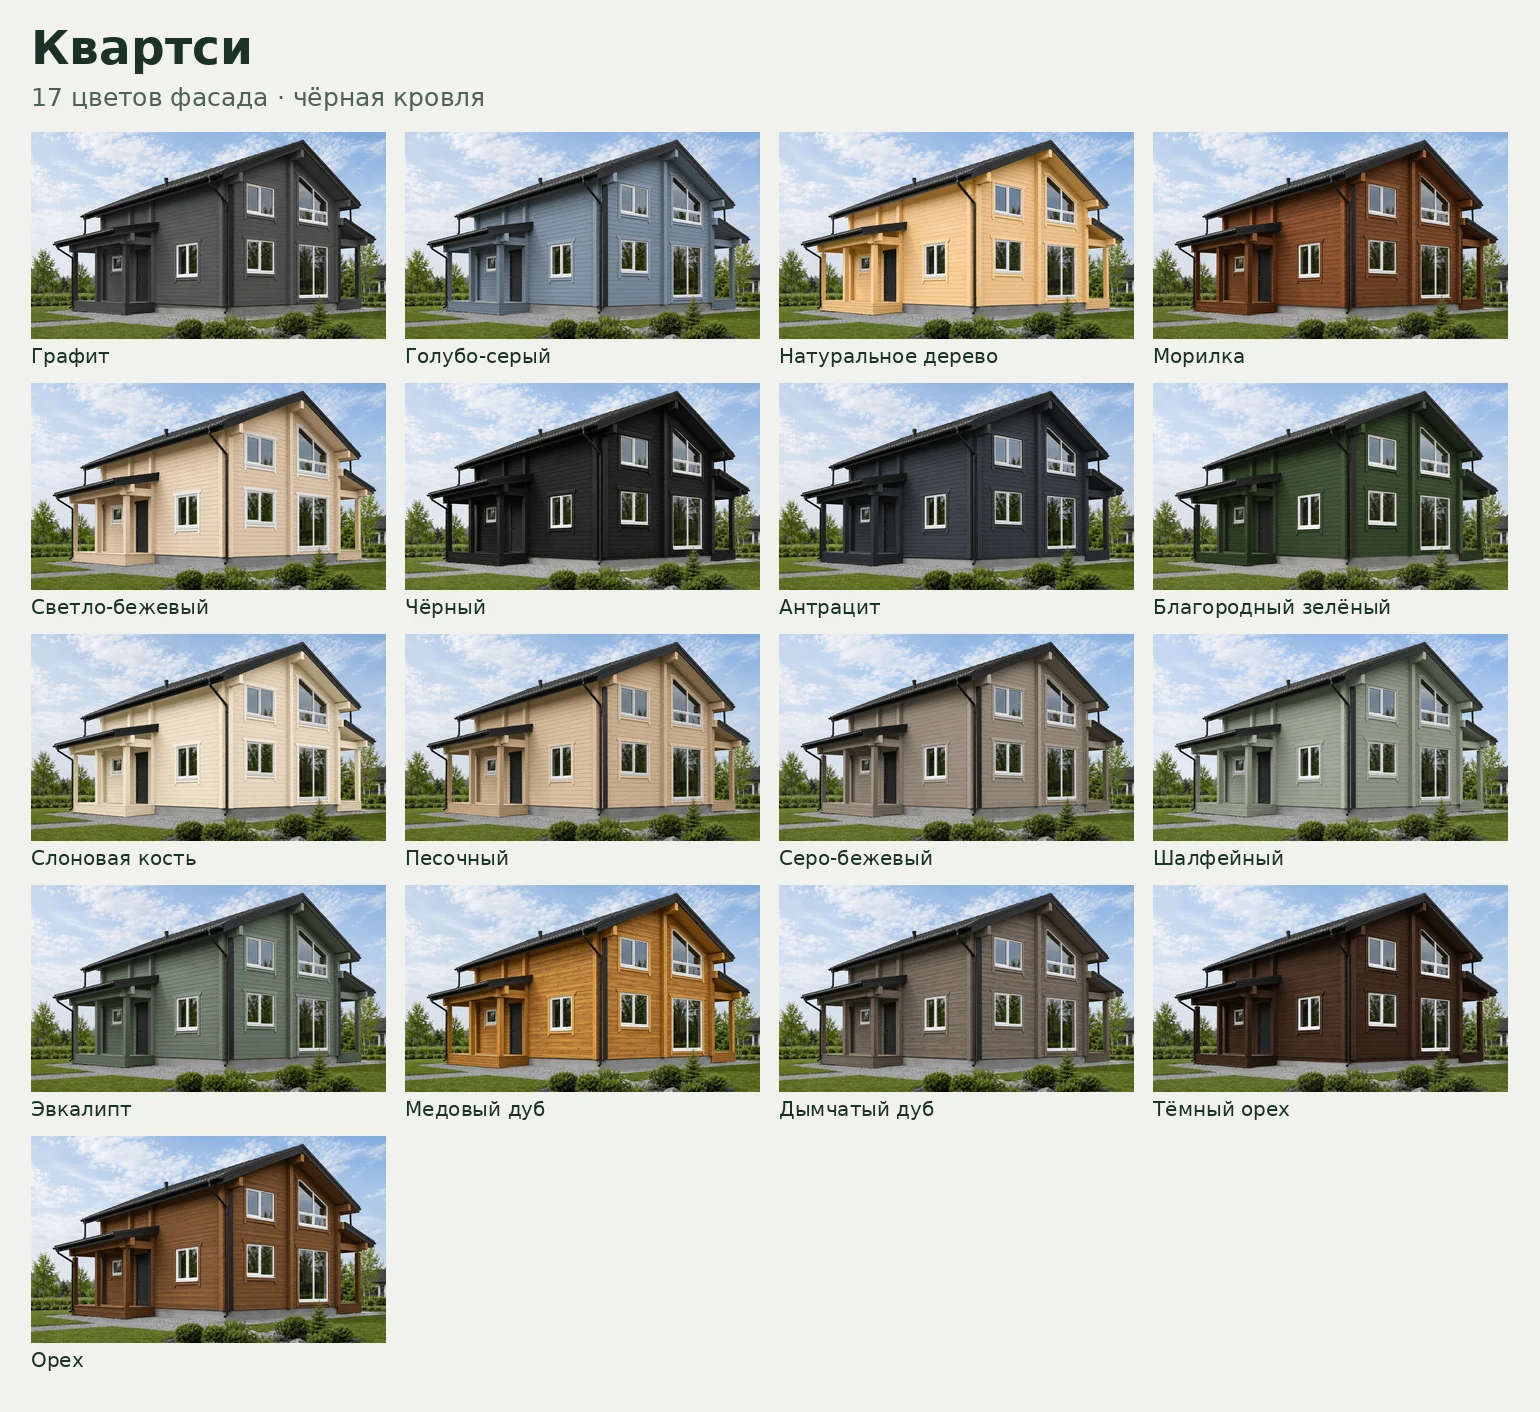 Квартси
17 цветов фасада · чёрная кровля
Графит
Голубо-серый
Натуральное дерево
Морилка
Светло-бежевый
Чёрный
Антрацит
Благородный зелёный
Слоновая кость
Песочный
Серо-бежевый
Шалфейный
Эвкалипт
Медовый дуб
Дымчатый дуб
Тёмный орех
Орех